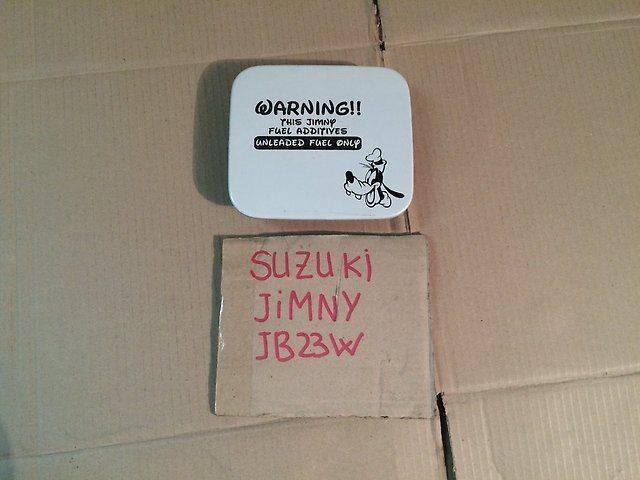 WARNING!!
THIS JIMNY
FUEL ADDITIVES
UNLEADED FUEL ONLY
SUZUKi
JiMNY
JB23W